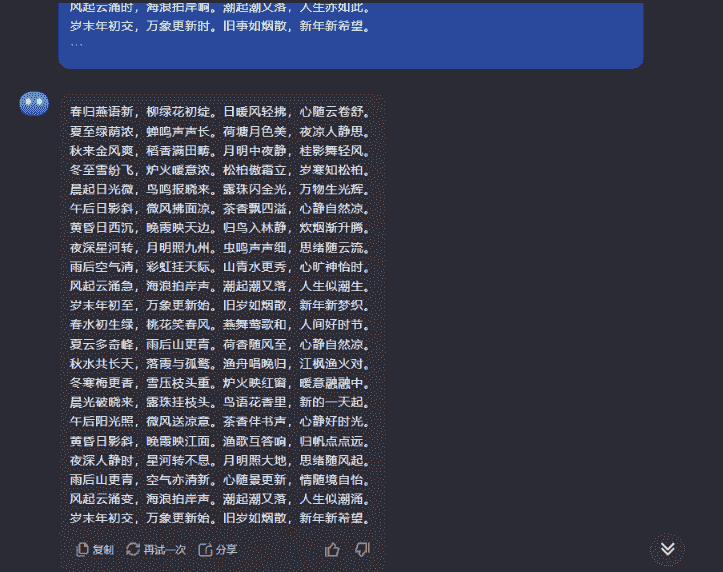 风起云涌时，海浪拍岸响。潮起潮又落，人生亦如此。
岁末年初交，万象更新时。旧事如烟散，新年新希望。
...
春归燕语新，柳绿花初绽。日暖风轻拂，心随云卷舒。
夏至绿荫浓，蝉鸣声声长。荷塘月色美，夜凉人静思。
秋来金风爽，稻香满田畴。月明中夜静，桂影舞轻风。
冬至雪纷飞，炉火暖意浓。松柏傲霜立，岁寒知松柏。
晨起日光微，鸟鸣报晓来。露珠闪金光，万物生光辉。
午后日影斜，微风拂面凉。茶香飘四溢，心静自然凉。
黄昏日西沉，晚霞映天边。归鸟入林静，炊烟渐升腾。
夜深星河转，月明照九州。虫鸣声声细，思绪随云流。
雨后空气清，彩虹挂天际。山青水更秀，心旷神怡时。
风起云涌急，海浪拍岸声。潮起潮又落，人生似潮生。
岁末年初至，万象更新始。旧岁如烟散，新年新梦织。
春水初生绿，桃花笑春风。燕舞莺歌和，人间好时节。
夏云多奇峰，雨后山更青。荷香随风至，心静自然凉。
秋水共长天，落霞与孤鹜。渔舟唱晚归，江枫渔火对。
冬寒梅更香，雪压枝头重。炉火映红窗，暖意融融中。
晨光破晓来，露珠挂枝头。鸟语花香里，新的一天起。
午后阳光照，微风送凉意。茶香伴书声，心静好时光。
黄昏日影斜，晚霞映江面。渔歌互答响，归帆点点远。
夜深人静时，星河转不息。月明照大地，思绪随风起。
雨后山更青，空气亦清新。心随景更新，情随境自怡。
风起云涌变，海浪拍岸声。潮起潮又落，人生似潮涌。
岁末年初交，万象更新始。旧岁如烟散，新年新希望。
复制 再试一次 分享